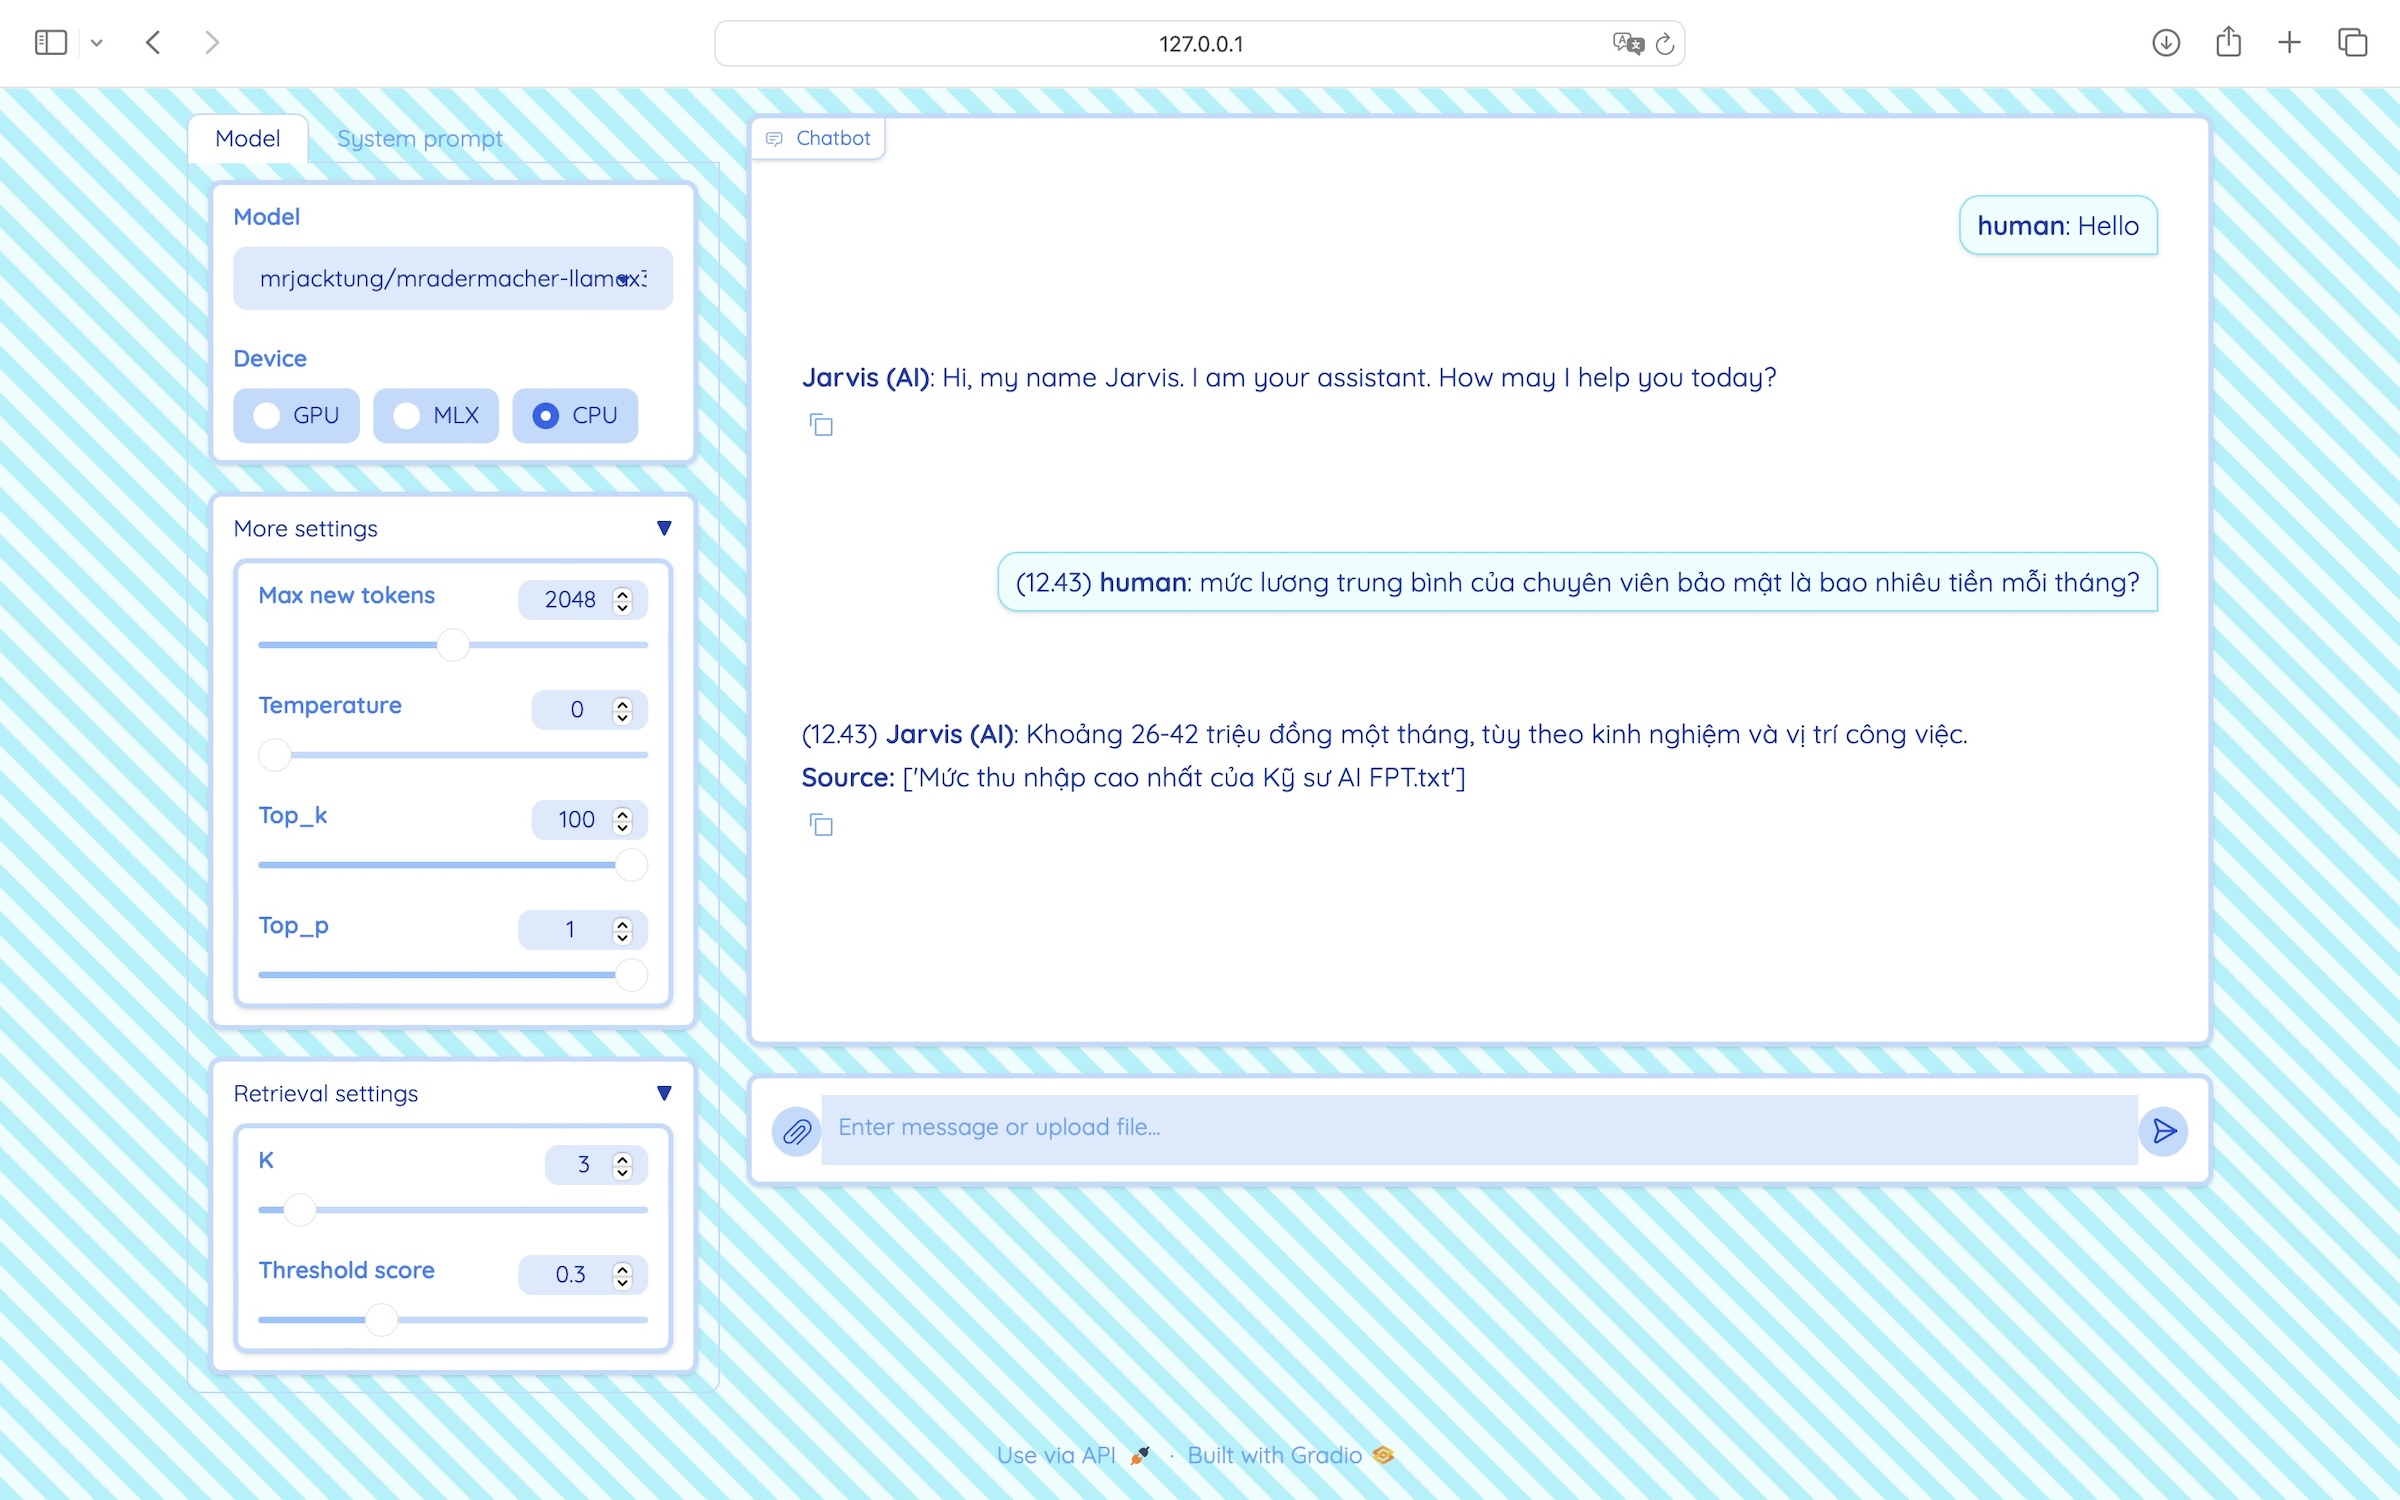 127.0.0.1
Model
System prompt
Model
mrjacktung/mradermacher-llamax3
Device
GPU
MLX
CPU
More settings
Max new tokens
2048
Temperature
0
Top_k
100
Top_p
1
Retrieval settings
K
3
Threshold score
0.3
Chatbot
human: Hello
Jarvis (AI): Hi, my name Jarvis. I am your assistant. How may I help you today?
(12.43) human: mức lương trung bình của chuyên viên bảo mật là bao nhiêu tiền mỗi tháng?
(12.43) Jarvis (AI): Khoảng 26-42 triệu đồng một tháng, tùy theo kinh nghiệm và vị trí công việc.
Source: ['Mức thu nhập cao nhất của Kỹ sư AI FPT.txt']
Enter message or upload file...
Use via API · Built with Gradio